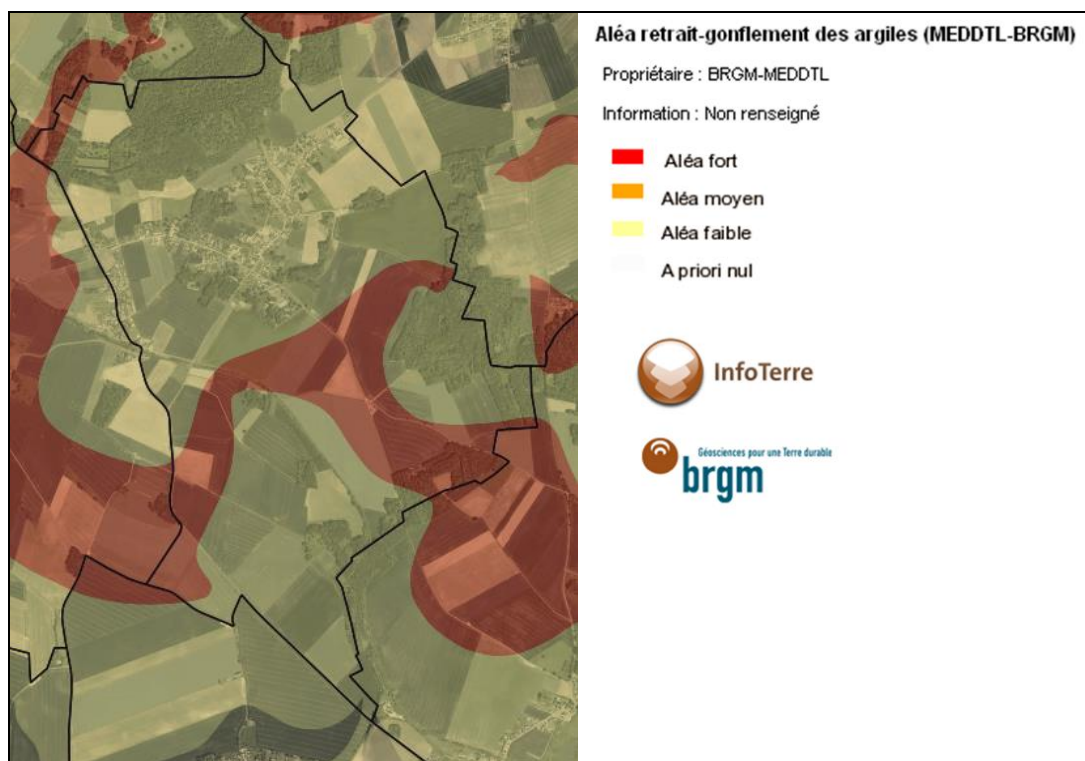 Aléa retrait-gonflement des argiles (MEDDTL-BRGM)
Propriétaire : BRGM-MEDDTL
Information : Non renseigné
Aléa fort
Aléa moyen
Aléa faible
A priori nul
InfoTerre
Géosciences pour une Terre durable
brgm